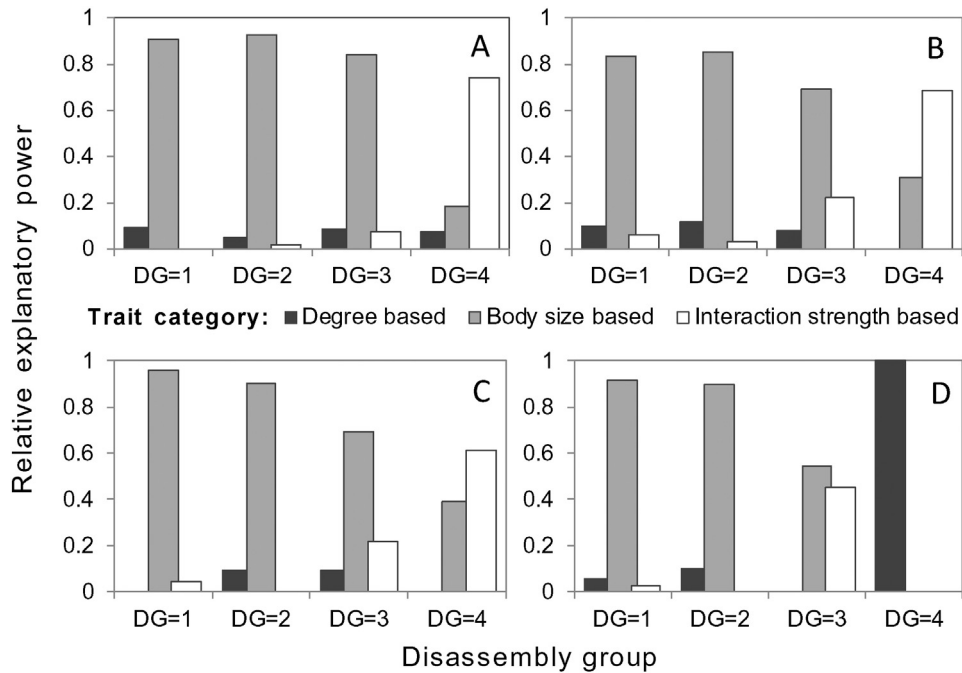 Relative explanatory power
1
0.8
0.6
0.4
0.2
0
A
DG=1 DG=2 DG=3 DG=4
1
0.8
0.6
0.4
0.2
0
B
DG=1 DG=2 DG=3 DG=4
Trait category: Degree based Body size based Interaction strength based
1
0.8
0.6
0.4
0.2
0
C
DG=1 DG=2 DG=3 DG=4
1
0.8
0.6
0.4
0.2
0
D
DG=1 DG=2 DG=3 DG=4
Disassembly group